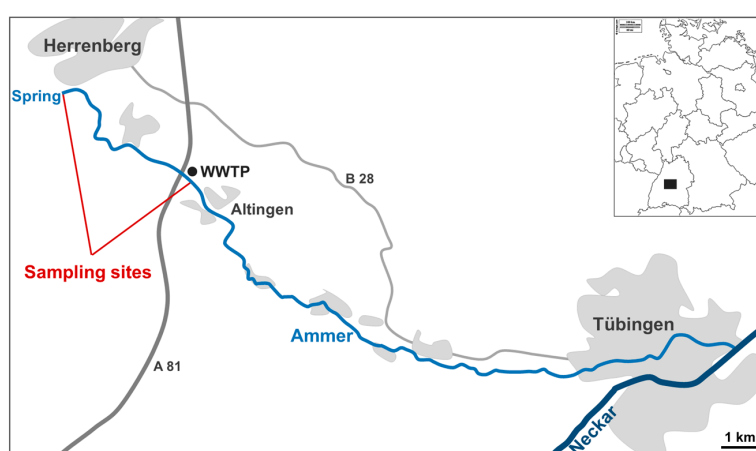 Herrenberg
Spring
WWTP
B 28
Altingen
Sampling sites
Ammer
Tübingen
A 81
Neckar
1 km